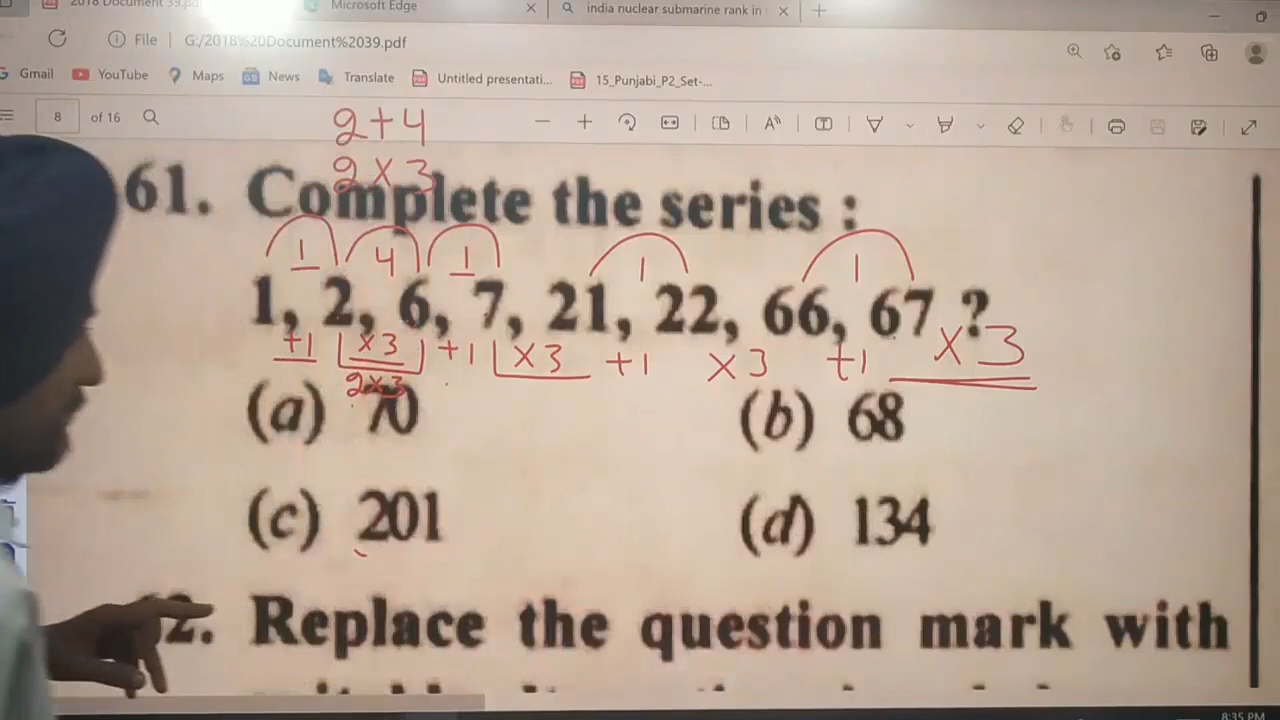 2018 Document 39.pd
Microsoft Edge
india nuclear submarine rank in
File G:/2018%20Document%2039.pdf
Gmail YouTube Maps GD News Translate Untitled presentati... 15_Punjabi_P2_Set-...
8 of 16
2+4
2×3
61. Complete the series :
1 4 1 1 1
1, 2, 6, 7, 21, 22, 66, 67 ?
+1 ×3 +1 ×3 +1 ×3 +1 ×3
2×3
(a) 70 (b) 68
(c) 201 (d) 134
2. Replace the question mark with
8:35 PM